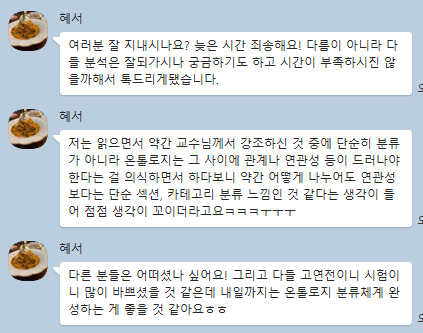 혜서
여러분 잘 지내시나요? 늦은 시간 죄송해요! 다름이 아니라 다
들 분석은 잘되가시나 궁금하기도 하고 시간이 부족하시진 않
을까해서 톡드리게됐습니다.
혜서
저는 읽으면서 약간 교수님께서 강조하신 것 중에 단순히 분류
가 아니라 온톨로지는 그 사이에 관계나 연관성 등이 드러나야
한다는 걸 의식하면서 하다보니 약간 어떻게 나누어도 연관성
보다는 단순 섹션, 카테고리 분류 느낌인 것 같다는 생각이 들
어 점점 생각이 꼬이더라고요ㅋㅋㅋㅜㅜㅜ
혜서
다른 분들은 어떠셨나 싶어요! 그리고 다들 고연전이니 시험이
니 많이 바쁘셨을 것 같은데 내일까지는 온톨로지 분류체계 완
성하는 게 좋을 것 같아요ㅎㅎ